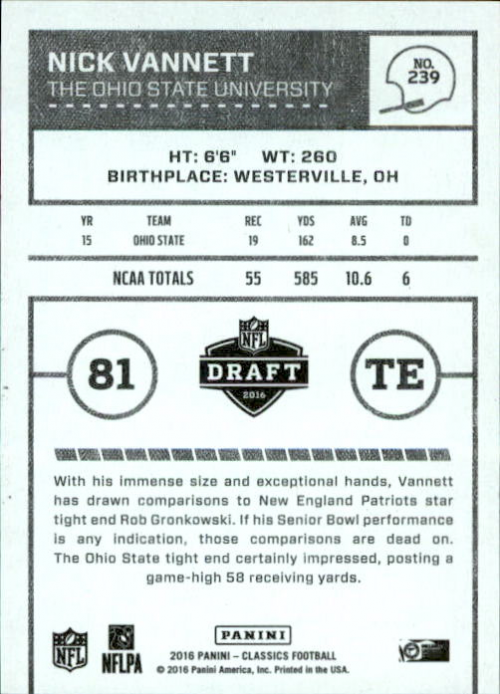 NICK VANNETT
THE OHIO STATE UNIVERSITY
NO.
239
HT: 6'6" WT: 260
BIRTHPLACE: WESTERVILLE, OH
YR TEAM REC YDS AVG TD
15 OHIO STATE 19 162 8.5 0
NCAA TOTALS 55 585 10.6 6
81
NFL
DRAFT
2016
TE
With his immense size and exceptional hands, Vannett
has drawn comparisons to New England Patriots star
tight end Rob Gronkowski. If his Senior Bowl performance
is any indication, those comparisons are dead on.
The Ohio State tight end certainly impressed, posting a
game-high 58 receiving yards.
NFL
NFLPA
PANINI
2016 PANINI – CLASSICS FOOTBALL
© 2016 Panini America, Inc. Printed in the USA.